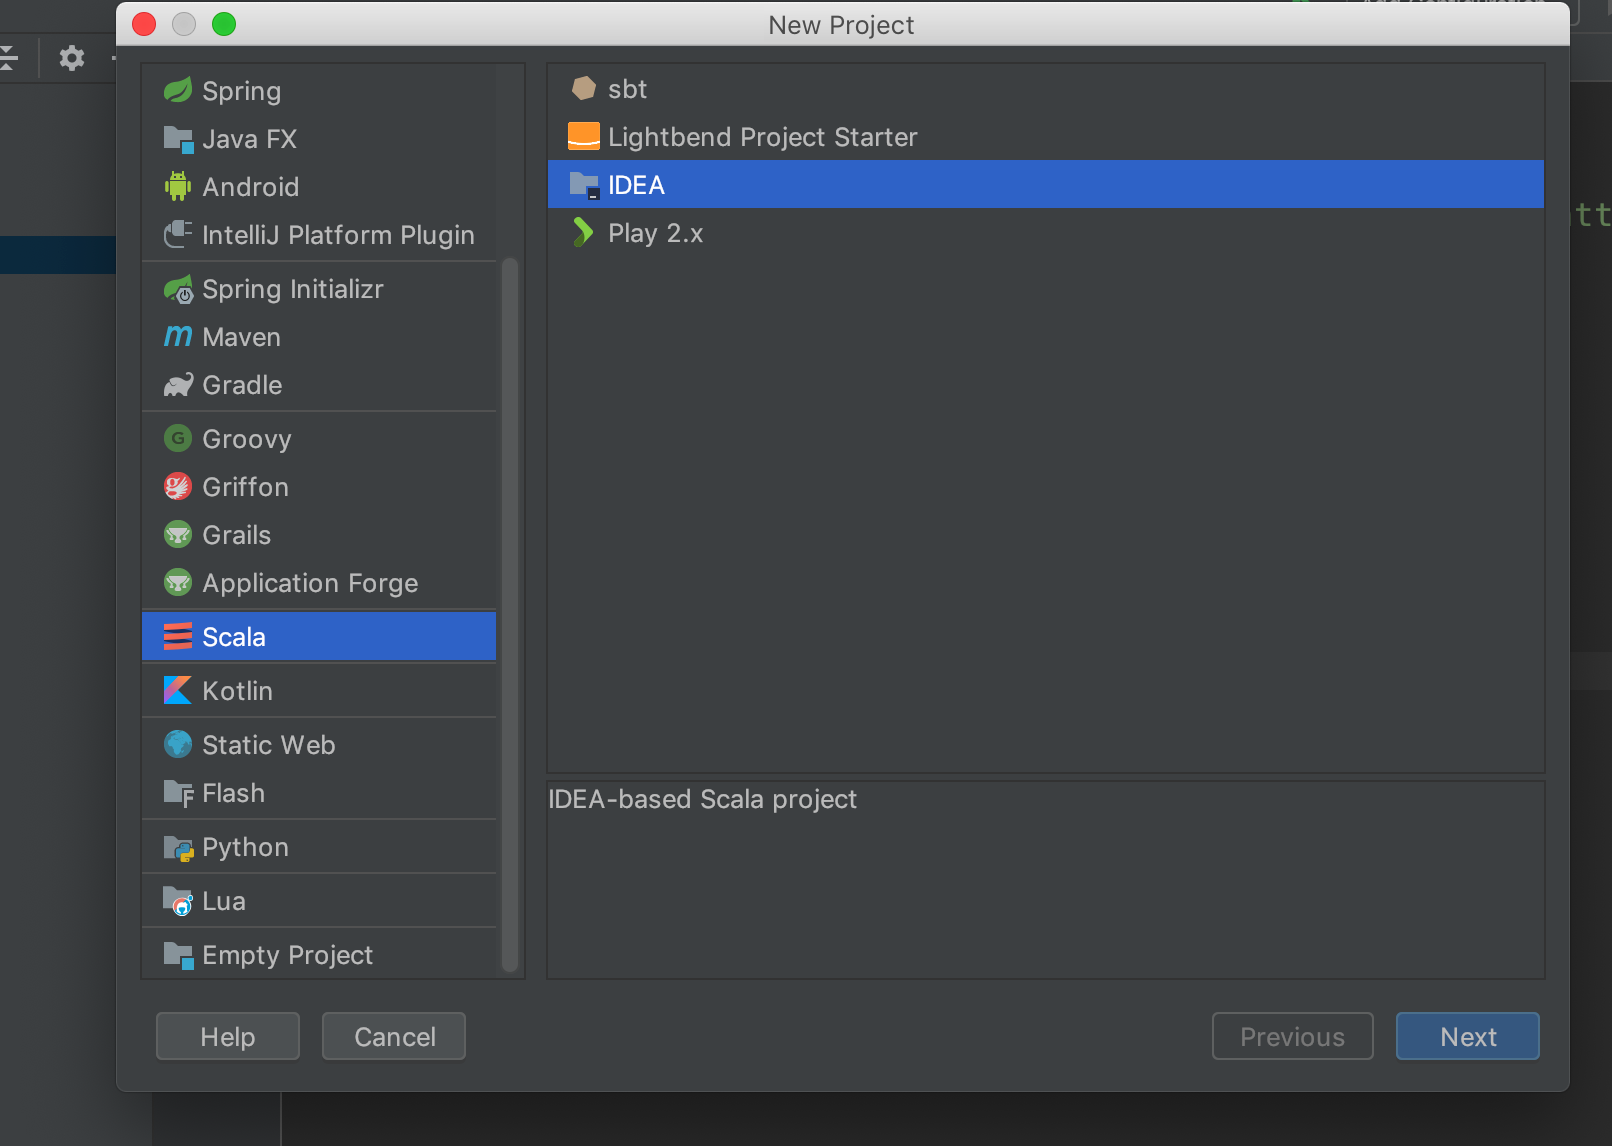 New Project
Spring
Java FX
Android
IntelliJ Platform Plugin
Spring Initializr
Maven
Gradle
Groovy
Griffon
Grails
Application Forge
Scala
Kotlin
Static Web
Flash
Python
Lua
Empty Project
sbt
Lightbend Project Starter
IDEA
Play 2.x
IDEA-based Scala project
tt
Help
Cancel
Previous
Next